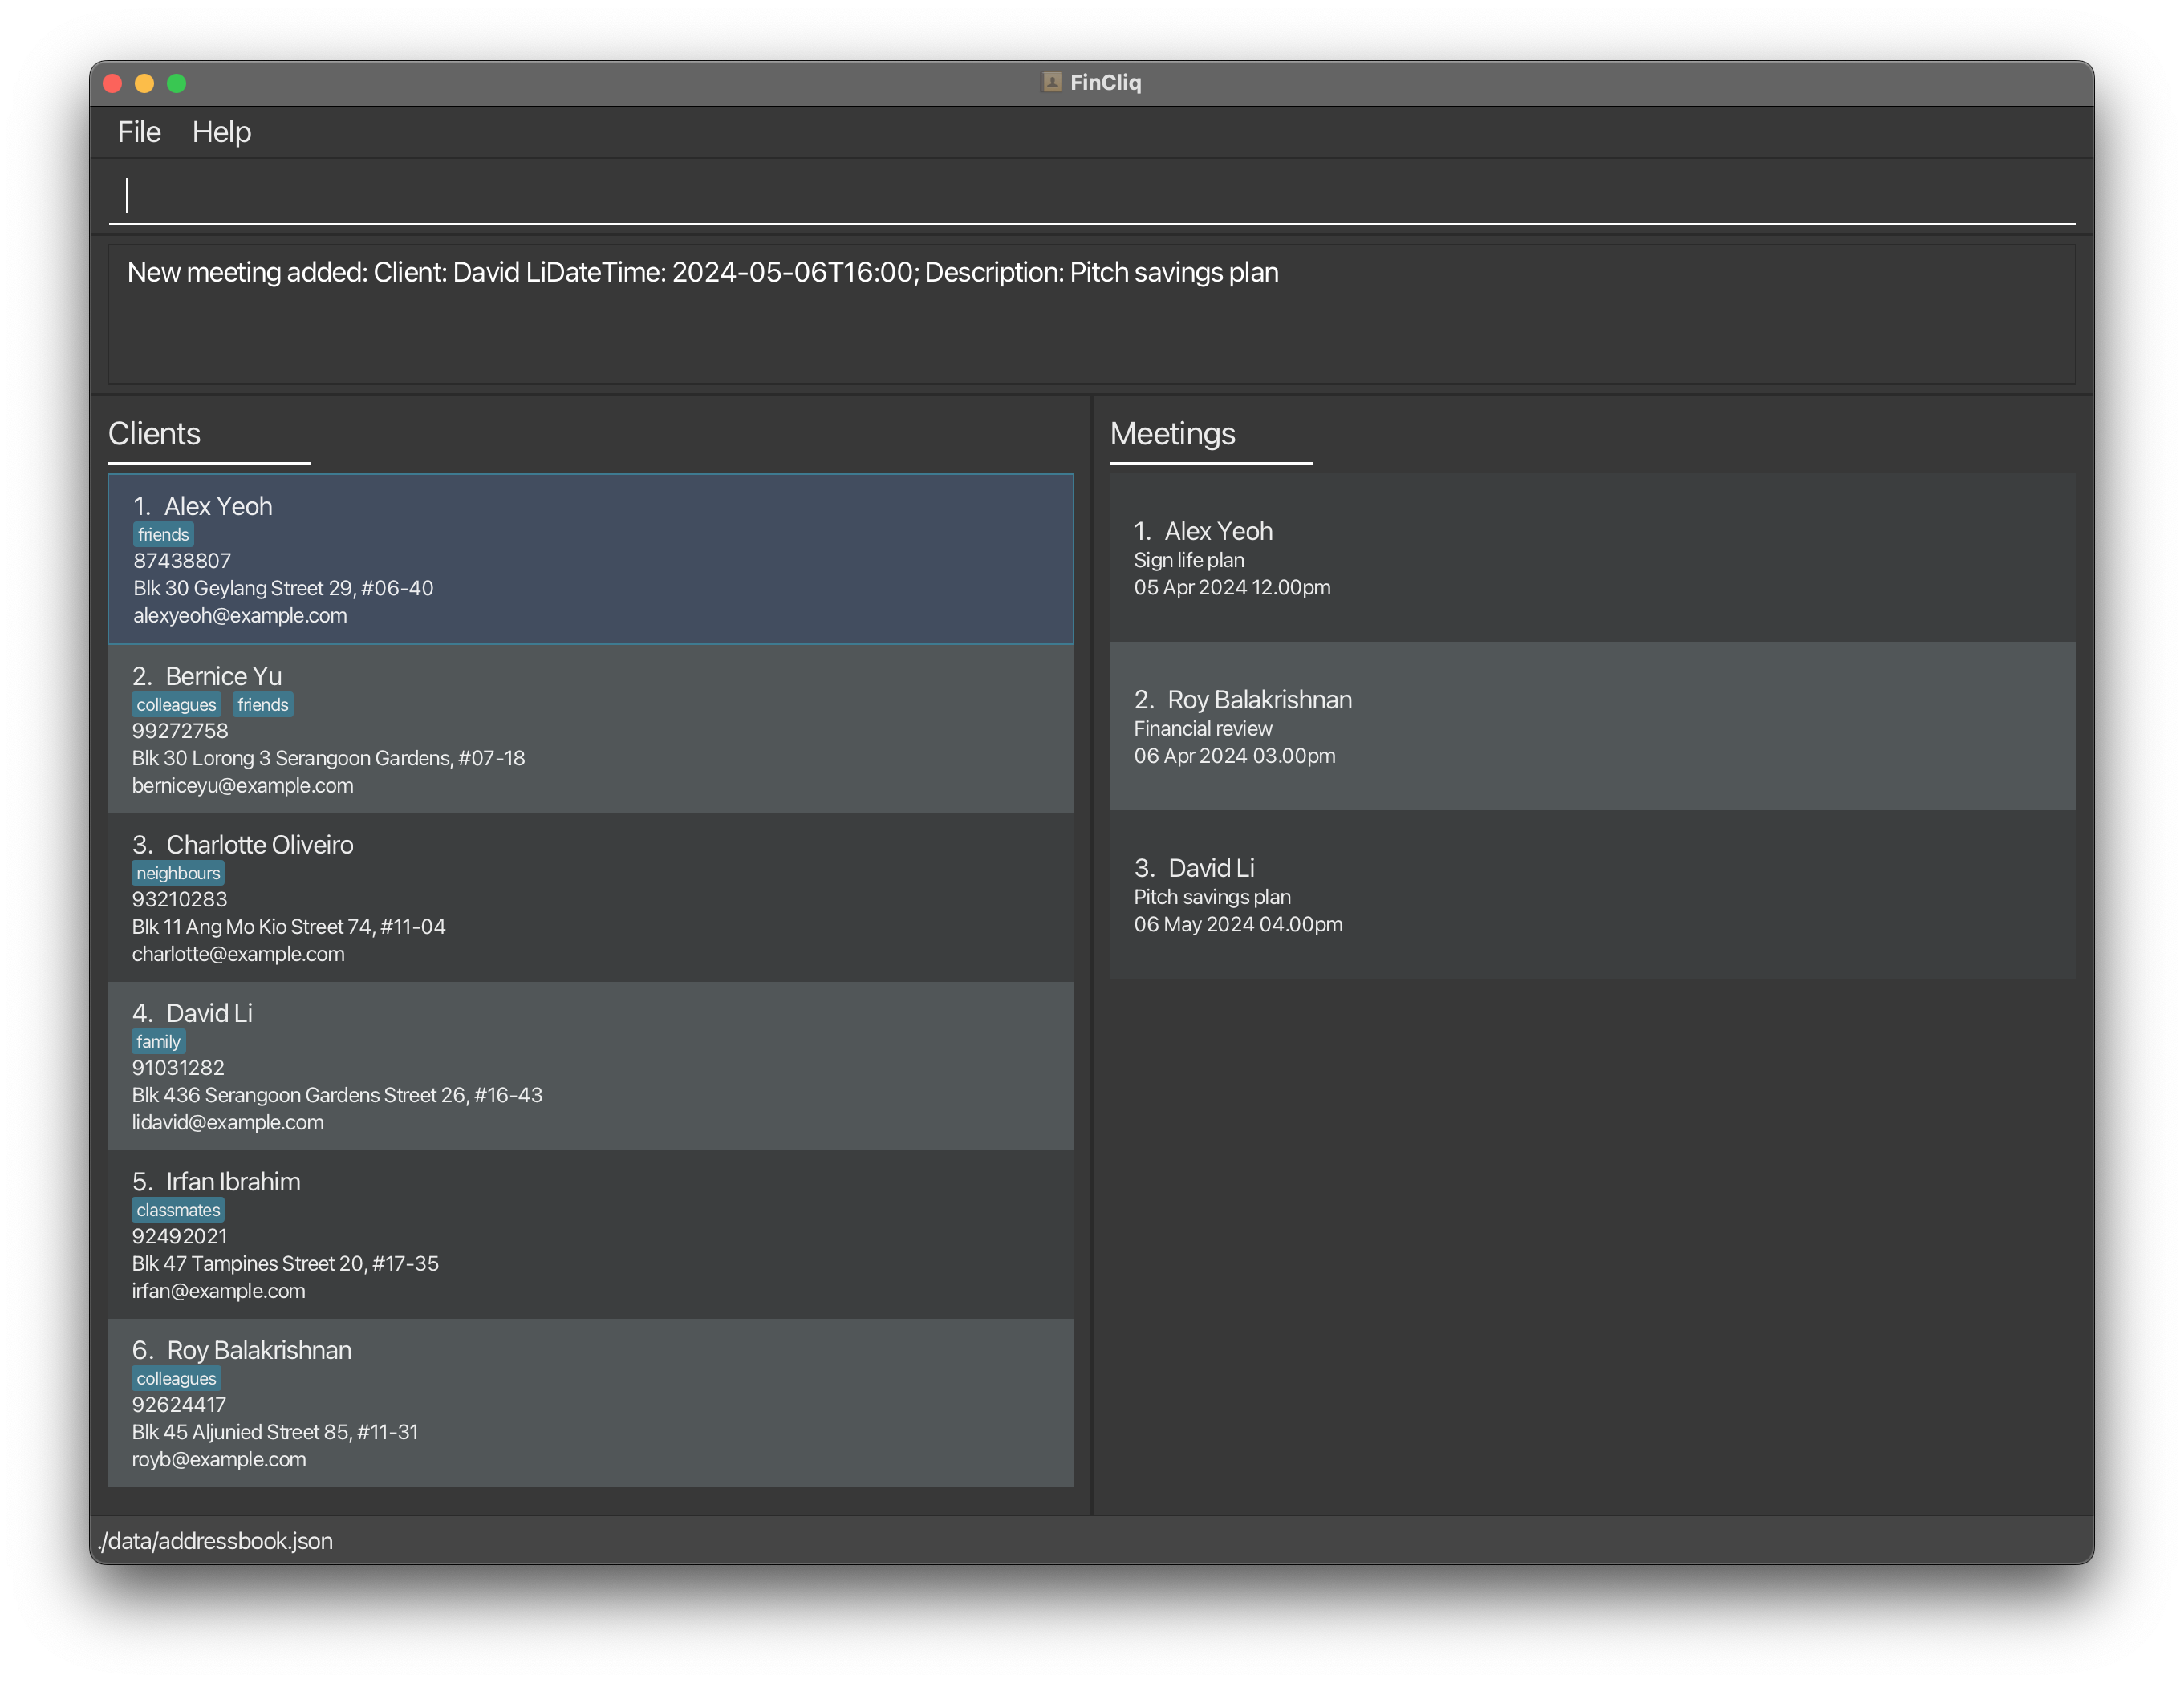 FinCliq
File Help
New meeting added: Client: David LiDateTime: 2024-05-06T16:00; Description: Pitch savings plan
Clients
1. Alex Yeoh
friends
87438807
Blk 30 Geylang Street 29, #06-40
alexyeoh@example.com
2. Bernice Yu
colleagues friends
99272758
Blk 30 Lorong 3 Serangoon Gardens, #07-18
berniceyu@example.com
3. Charlotte Oliveiro
neighbours
93210283
Blk 11 Ang Mo Kio Street 74, #11-04
charlotte@example.com
4. David Li
family
91031282
Blk 436 Serangoon Gardens Street 26, #16-43
lidavid@example.com
5. Irfan Ibrahim
classmates
92492021
Blk 47 Tampines Street 20, #17-35
irfan@example.com
6. Roy Balakrishnan
colleagues
92624417
Blk 45 Aljunied Street 85, #11-31
royb@example.com
Meetings
1. Alex Yeoh
Sign life plan
05 Apr 2024 12.00pm
2. Roy Balakrishnan
Financial review
06 Apr 2024 03.00pm
3. David Li
Pitch savings plan
06 May 2024 04.00pm
./data/addressbook.json